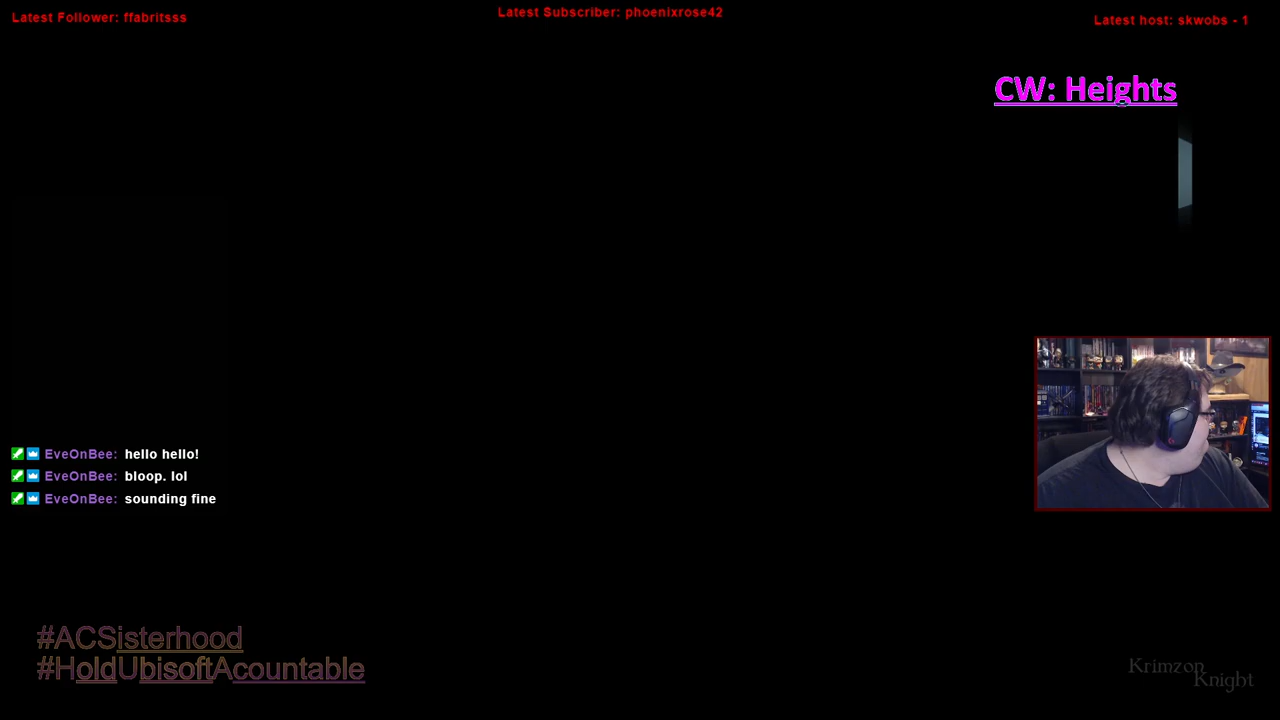 Latest Follower: ffabritsss
Latest Subscriber: phoenixrose42
Latest host: skwobs - 1
CW: Heights
EveOnBee: hello hello!
EveOnBee: bloop. lol
EveOnBee: sounding fine
#ACSisterhood
#HoldUbisoftAcountable
Krimzon
Knight